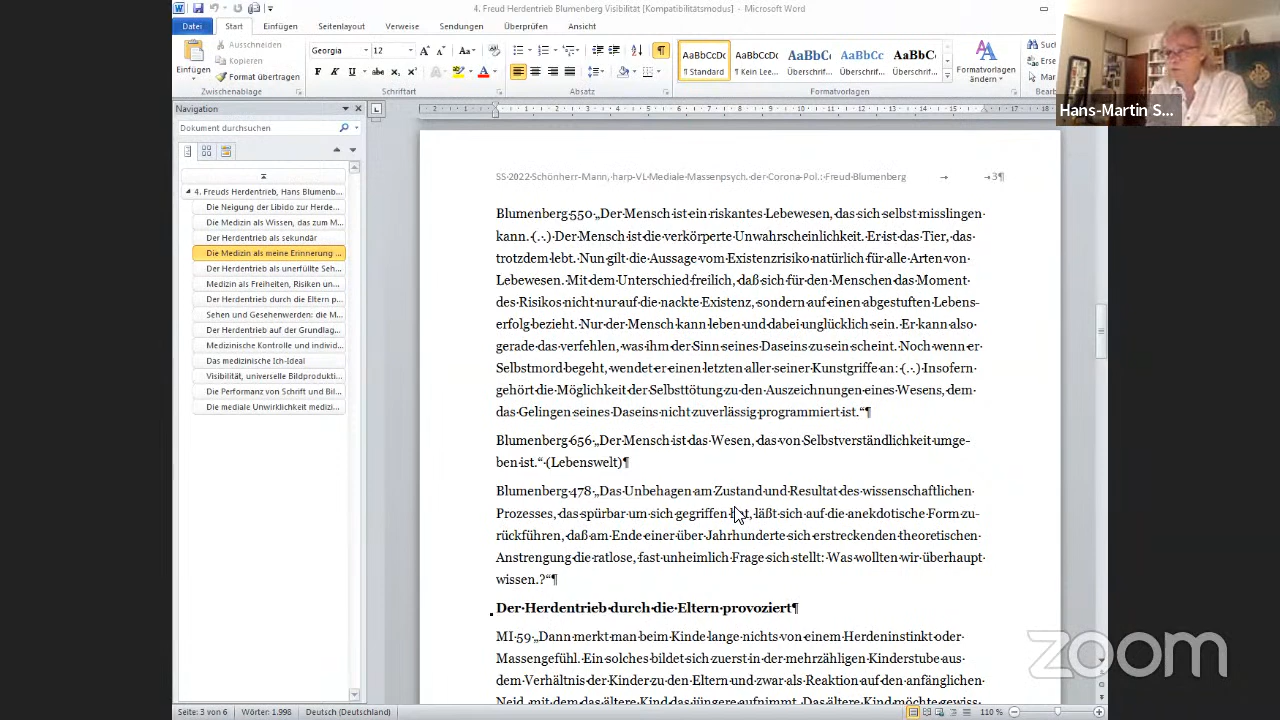 4. Freud Herdentrieb Blumenberg Visibilität [Kompatibilitätsmodus] - Microsoft Word
Datei Start Einfügen Seitenlayout Verweise Sendungen Überprüfen Ansicht
Einfügen
Ausschneiden
Kopieren
Format übertragen
Zwischenablage
Georgia 12
Schriftart
Absatz
AaBbCcDc AaBbCcDc AaBbC AaBbCc AaBbC
¶ Standard ¶ Kein Lee... Überschrif... Überschrif... Überschrif...
Formatvorlagen
Formatvorlagen ändern
Hans-Martin S...
Navigation
Dokument durchsuchen
4. Freuds Herdentrieb, Hans Blumenb...
Die Neigung der Libido zur Herde...
Die Medizin als Wissen, das zum M...
Der Herdentrieb als sekundär
Die Medizin als meine Erinnerung ...
Der Herdentrieb als unerfüllte Seh...
Medizin als Freiheiten, Risiken un...
Der Herdentrieb durch die Eltern p...
Sehen und Gesehenwerden: die M...
Der Herdentrieb auf der Grundlag...
Medizinische Kontrolle und individ...
Das medizinische Ich-Ideal
Visibilität, universelle Bildprodukti...
Die Performanz von Schrift und Bil...
Die mediale Unwirklichkeit medizi...
SS 2022 Schönherr-Mann, harp VL Mediale Massenpsych. der Corona-Pol.: Freud Blumenberg → → 3¶
Blumenberg 550 „Der Mensch ist ein riskantes Lebewesen, das sich selbst misslingen
kann. (...) Der Mensch ist die verkörperte Unwahrscheinlichkeit. Er ist das Tier, das
trotzdem lebt. Nun gilt die Aussage vom Existenzrisiko natürlich für alle Arten von
Lebewesen. Mit dem Unterschied freilich, daß sich für den Menschen das Moment
des Risikos nicht nur auf die nackte Existenz, sondern auf einen abgestuften Lebens-
erfolg bezieht. Nur der Mensch kann leben und dabei unglücklich sein. Er kann also
gerade das verfehlen, was ihm der Sinn seines Daseins zu sein scheint. Noch wenn er
Selbstmord begeht, wendet er einen letzten aller seiner Kunstgriffe an: (...) Insofern
gehört die Möglichkeit der Selbsttötung zu den Auszeichnungen eines Wesens, dem
das Gelingen seines Daseins nicht zuverlässig programmiert ist.“¶
Blumenberg 656 „Der Mensch ist das Wesen, das von Selbstverständlichkeit umge-
ben ist.“ (Lebenswelt)¶
Blumenberg 478 „Das Unbehagen am Zustand und Resultat des wissenschaftlichen
Prozesses, das spürbar um sich gegriffen hat, läßt sich auf die anekdotische Form zu-
rückführen, daß am Ende einer über Jahrhunderte sich erstreckenden theoretischen
Anstrengung die ratlose, fast unheimlich Frage sich stellt: Was wollten wir überhaupt
wissen.?“¶
Der Herdentrieb durch die Eltern provoziert¶
MI 59 „Dann merkt man beim Kinde lange nichts von einem Herdeninstinkt oder
Massengefühl. Ein solches bildet sich zuerst in der mehrzähligen Kinderstube aus
dem Verhältnis der Kinder zu den Eltern und zwar als Reaktion auf den anfänglichen
Neid, mit dem das ältere Kind das jüngere aufnimmt. Das ältere Kind möchte gewiss
zoom
Seite: 3 von 6 Wörter: 1.998 Deutsch (Deutschland) 110 %